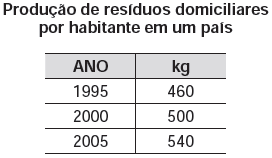 Produção de resíduos domiciliares
por habitante em um país
ANO kg
1995 460
2000 500
2005 540